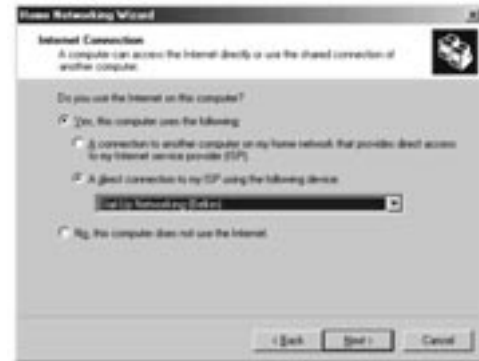 Home Networking Wizard
Internet Connection
A computer can access the Internet directly or use the shared connection of
another computer.
Do you use the Internet on this computer?
Yes, this computer uses the following:
A connection to another computer on my home network that provides direct access
to my Internet service provider (ISP).
A direct connection to my ISP using the following device:
Dial-Up Networking
No, this computer does not use the Internet.
< Back Next > Cancel